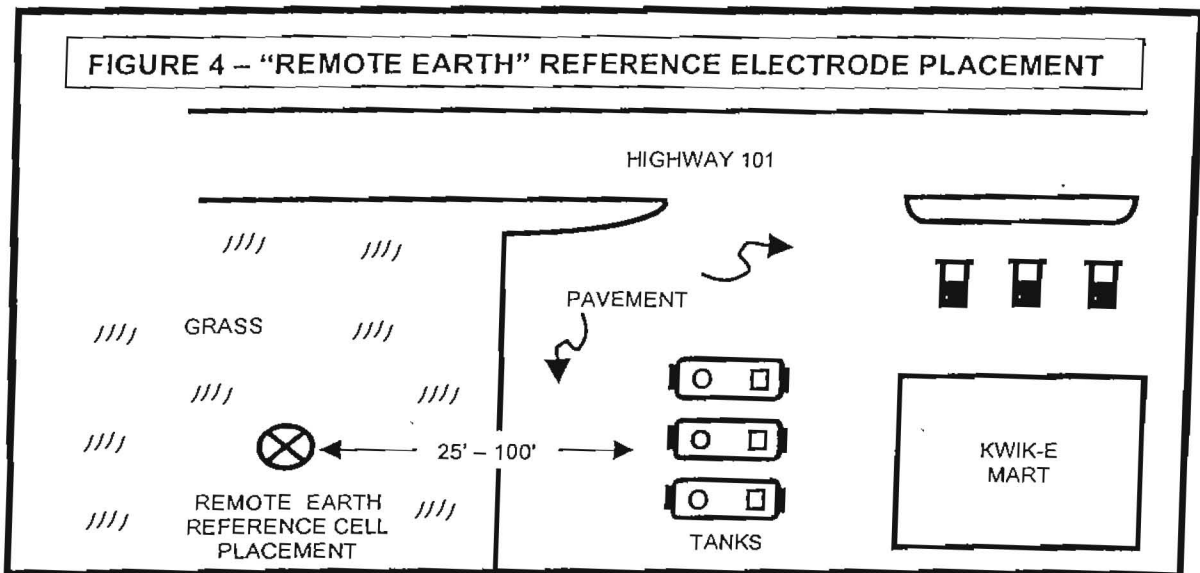 FIGURE 4 – “REMOTE EARTH” REFERENCE ELECTRODE PLACEMENT
HIGHWAY 101
PAVEMENT
GRASS
25' – 100'
KWIK-E
MART
REMOTE EARTH
REFERENCE CELL
PLACEMENT
TANKS